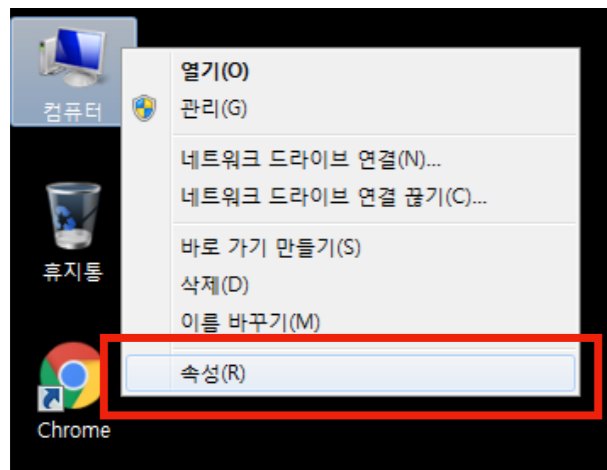 컴퓨터
열기(O)
관리(G)
네트워크 드라이브 연결(N)...
네트워크 드라이브 연결 끊기(C)...
바로 가기 만들기(S)
삭제(D)
이름 바꾸기(M)
속성(R)
휴지통
Chrome